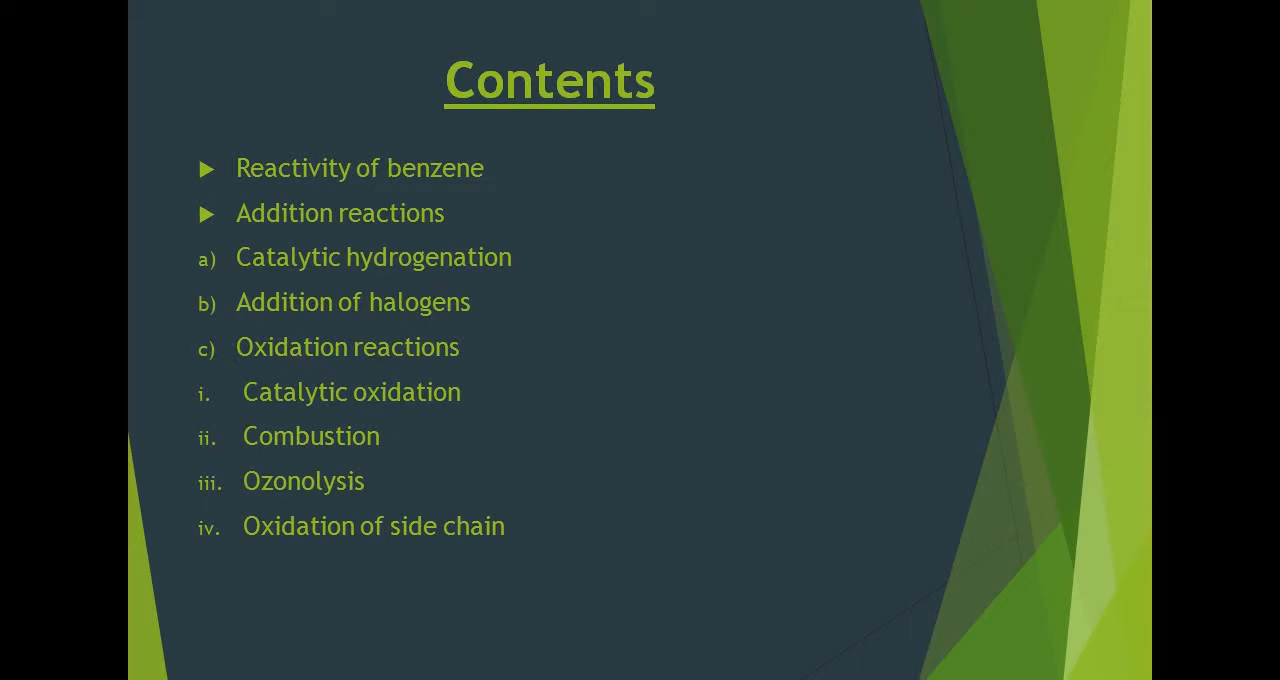 Contents
▶ Reactivity of benzene
▶ Addition reactions
a) Catalytic hydrogenation
b) Addition of halogens
c) Oxidation reactions
i. Catalytic oxidation
ii. Combustion
iii. Ozonolysis
iv. Oxidation of side chain